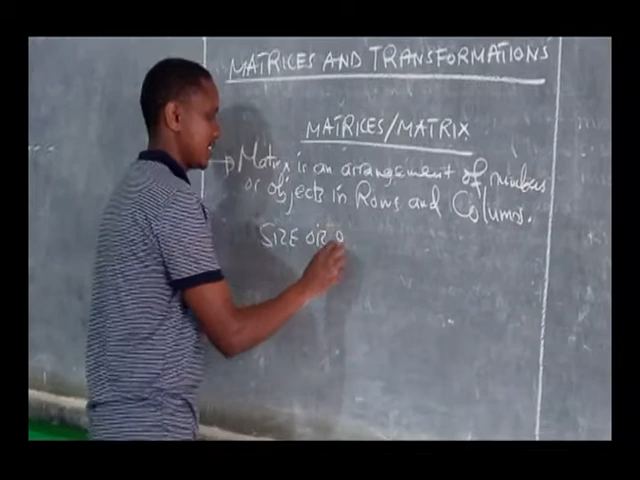 MATRICES AND TRANSFORMATIONS
MATRICES/MATRIX
→ Matrix is an arrangement of numbers
or objects in Rows and Columns.
SIZE OR O